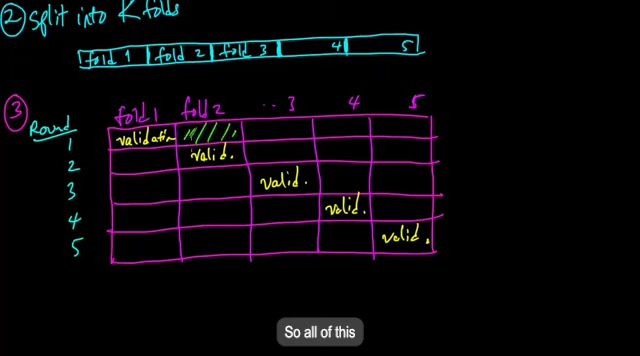 ② Split into K folds
fold 1 fold 2 fold 3 4 5
③ fold 1 fold 2 .. 3 4 5
Round
1 validation
2 valid.
3 valid.
4 valid.
5 valid.
So all of this